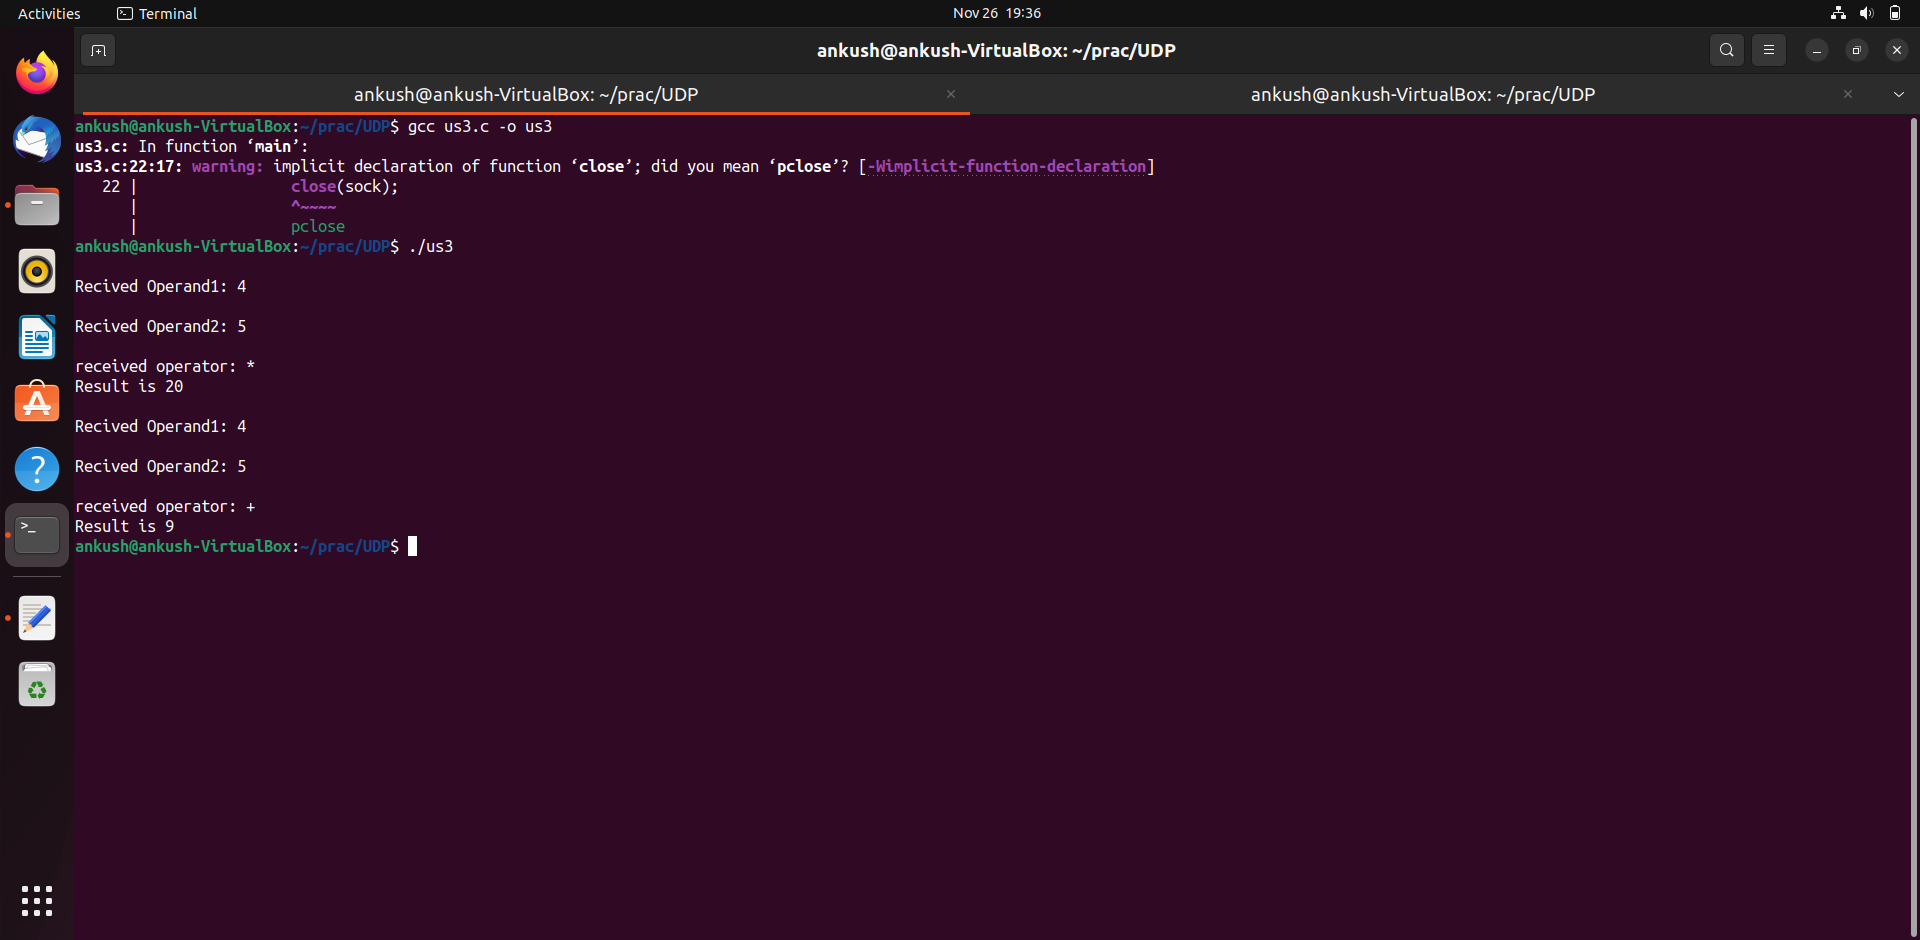 Activities
Terminal
Nov 26 19:36
ankush@ankush-VirtualBox: ~/prac/UDP
ankush@ankush-VirtualBox: ~/prac/UDP
ankush@ankush-VirtualBox: ~/prac/UDP
ankush@ankush-VirtualBox:~/prac/UDP$ gcc us3.c -o us3
us3.c: In function ‘main’:
us3.c:22:17: warning: implicit declaration of function ‘close’; did you mean ‘pclose’? [-Wimplicit-function-declaration]
   22 |                 close(sock);
      |                 ^~~~~
      |                 pclose
ankush@ankush-VirtualBox:~/prac/UDP$ ./us3
Recived Operand1: 4
Recived Operand2: 5
received operator: *
Result is 20
Recived Operand1: 4
Recived Operand2: 5
received operator: +
Result is 9
ankush@ankush-VirtualBox:~/prac/UDP$